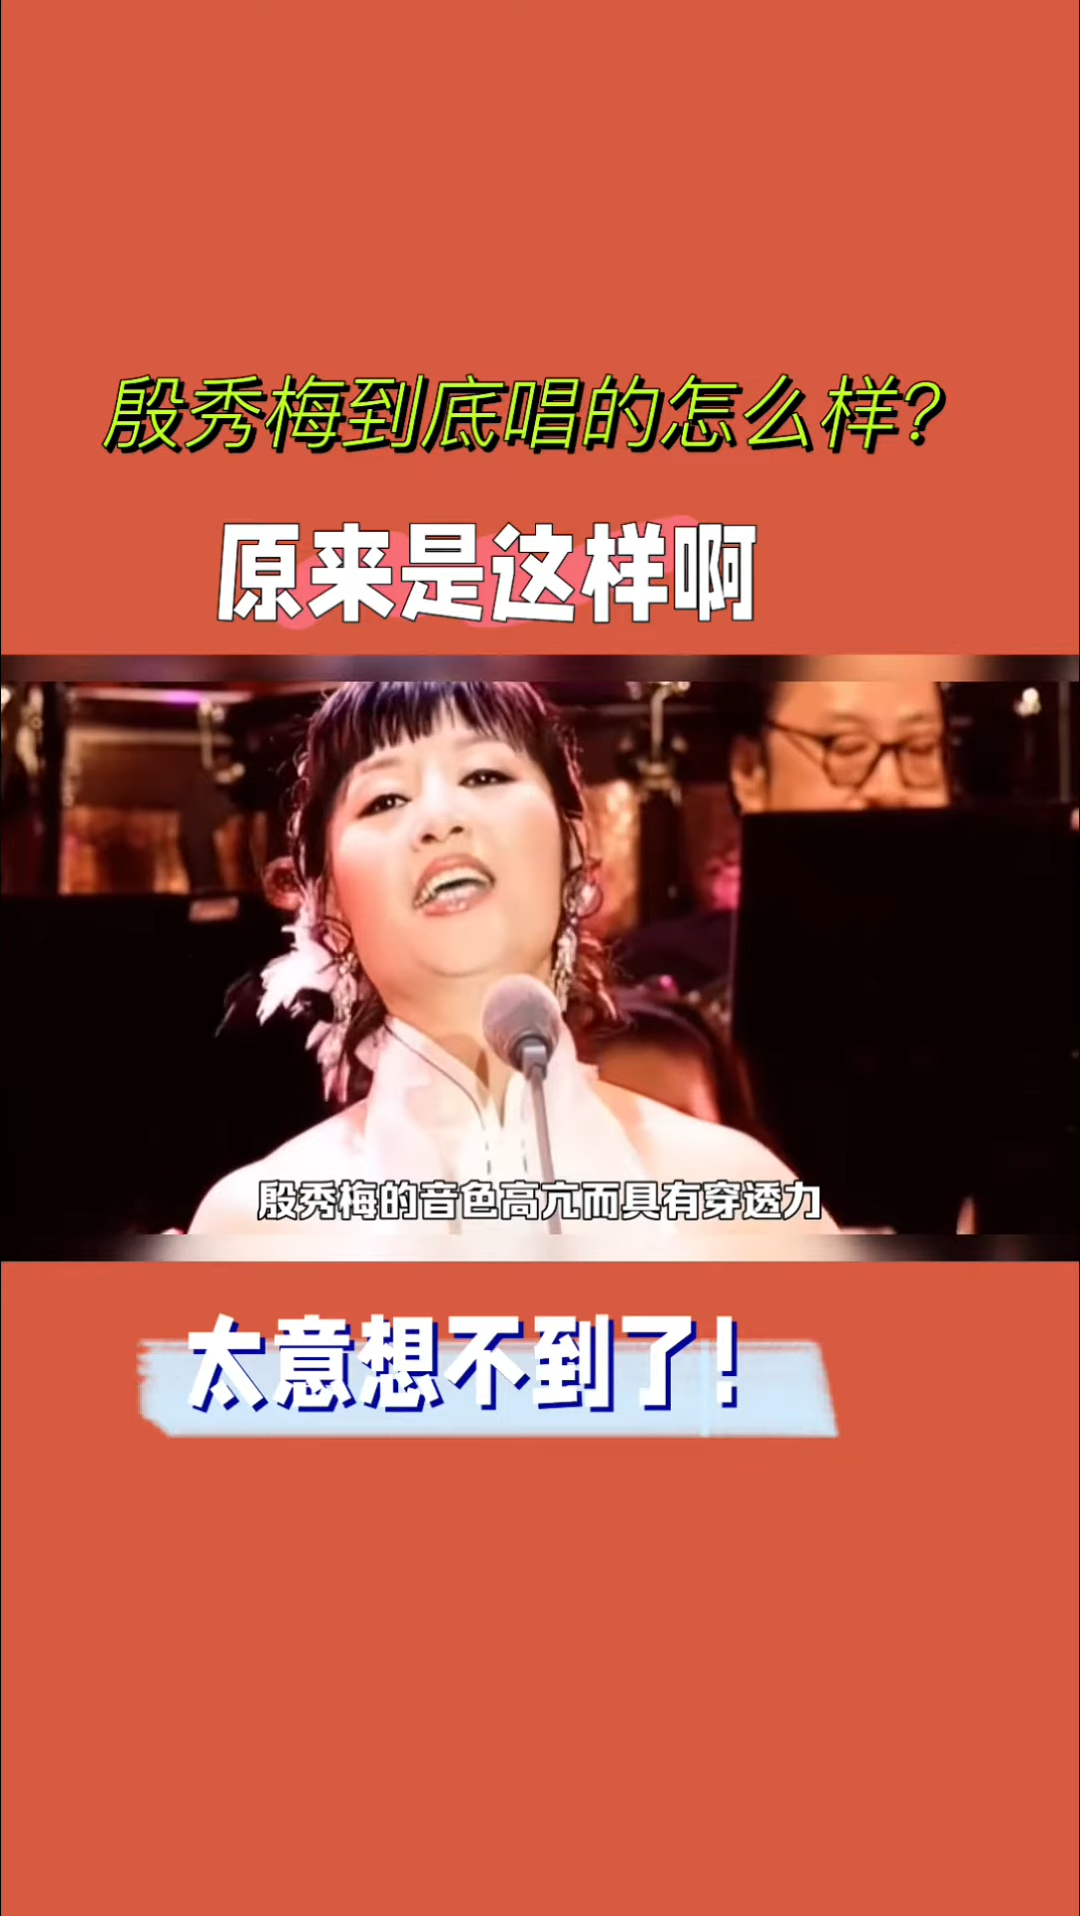 殷秀梅到底唱的怎么样？
原来是这样啊
殷秀梅的音色高亢而具有穿透力
太意想不到了！